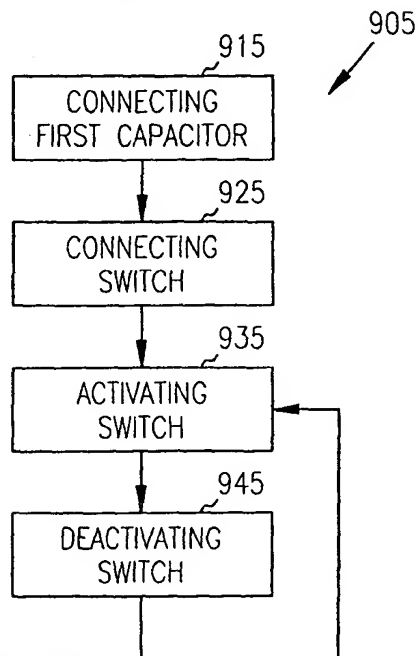 905
915
CONNECTING
FIRST CAPACITOR
925
CONNECTING
SWITCH
935
ACTIVATING
SWITCH
945
DEACTIVATING
SWITCH